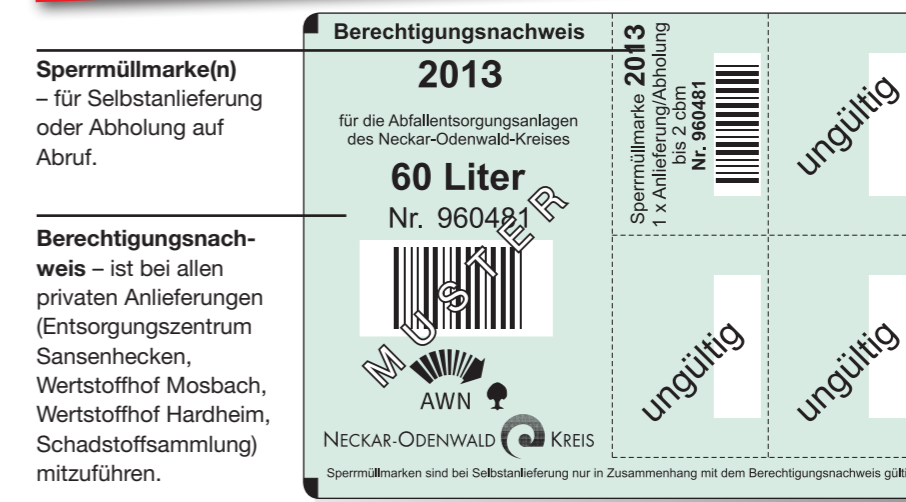 Sperrmüllmarke(n)
– für Selbstanlieferung
oder Abholung auf
Abruf.
Berechtigungsnach-
weis – ist bei allen
privaten Anlieferungen
(Entsorgungszentrum
Sansenhecken,
Wertstoffhof Mosbach,
Wertstoffhof Hardheim,
Schadstoffsammlung)
mitzuführen.
Berechtigungsnachweis
2013
für die Abfallentsorgungsanlagen
des Neckar-Odenwald-Kreises
60 Liter
Nr. 960481
MUSTER
AWN
NECKAR-ODENWALD KREIS
Sperrmüllmarke 2013
1 x Anlieferung/Abholung
bis 2 cbm
Nr. 960481
ungültig
ungültig
ungültig
Sperrmüllmarken sind bei Selbstanlieferung nur in Zusammenhang mit dem Berechtigungsnachweis gülti